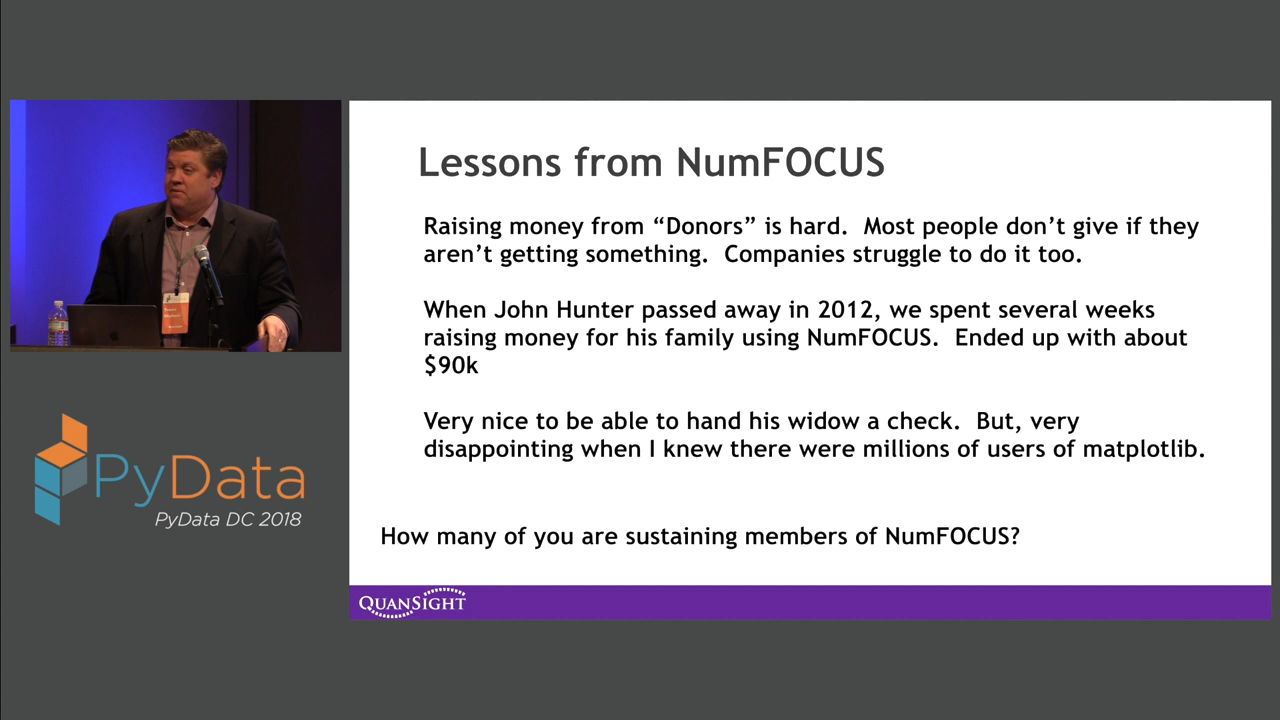 Lessons from NumFOCUS
Raising money from “Donors” is hard.  Most people don’t give if they
aren’t getting something.  Companies struggle to do it too.
When John Hunter passed away in 2012, we spent several weeks
raising money for his family using NumFOCUS.  Ended up with about
$90k
Very nice to be able to hand his widow a check.  But, very
disappointing when I knew there were millions of users of matplotlib.
How many of you are sustaining members of NumFOCUS?
QUANSIGHT
PyData
PyData DC 2018